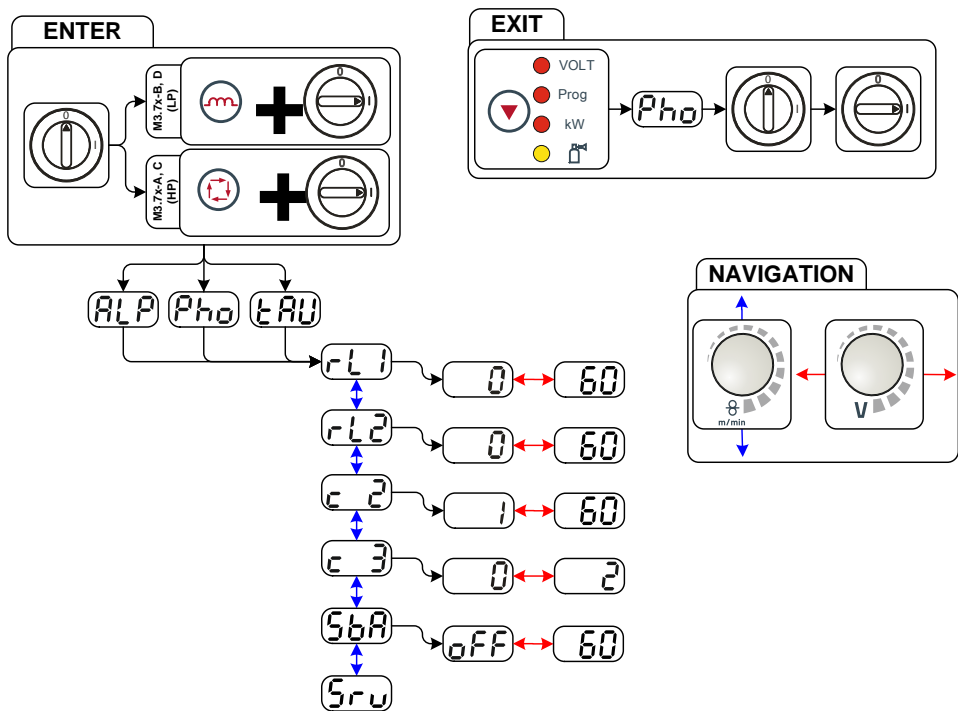 ENTER
0
I
M3.7x-B, D
(LP)
0
I
M3.7x-A, C
(HP)
0
I
EXIT
VOLT
Prog
kW
Pho
0
I
0
I
ALP
Pho
tAU
NAVIGATION
m/min
V
rL1
0
60
rL2
0
60
c 2
1
60
c 3
0
2
SbA
oFF
60
Srv